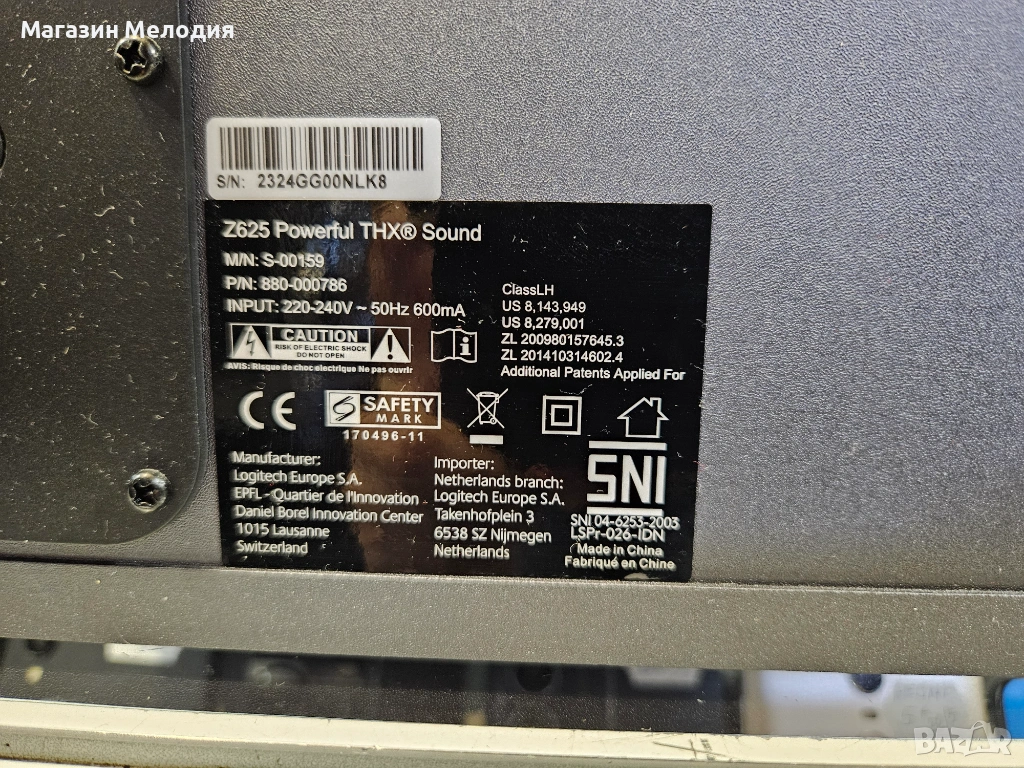 Магазин Мелодия
S/N: 2324GG00NLK8
Z625 Powerful THX® Sound
M/N: S-00159
P/N: 880-000786
INPUT: 220-240V ~ 50Hz 600mA
CAUTION
RISK OF ELECTRIC SHOCK
DO NOT OPEN
AVIS: Risque de choc electrique Ne pas ouvrir
ClassLH
US 8,143,949
US 8,279,001
ZL 200980157645.3
ZL 201410314602.4
Additional Patents Applied For
CE
SAFETY
MARK
170496-11
Manufacturer:
Logitech Europe S.A.
EPFL - Quartier de l'Innovation
Daniel Borel Innovation Center
1015 Lausanne
Switzerland
Importer:
Netherlands branch:
Logitech Europe S.A.
Takenhofplein 3
6538 SZ Nijmegen
Netherlands
SNI
SNI 04-6253-2003
LSPr-026-IDN
Made in China
Fabriqué en Chine
BAZAR